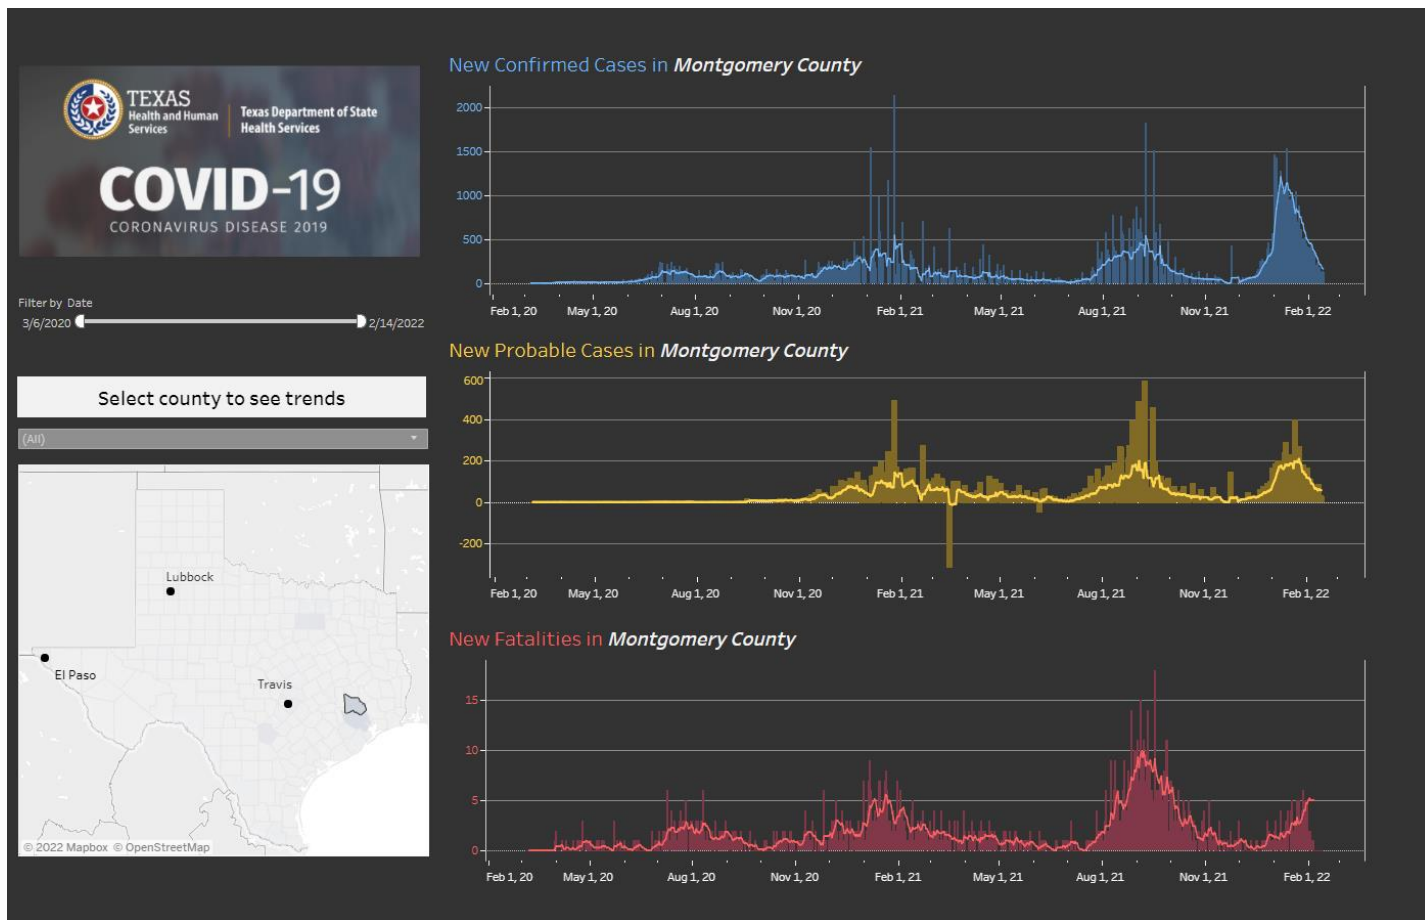 TEXAS
Health and Human
Services
Texas Department of State
Health Services
COVID-19
CORONAVIRUS DISEASE 2019
Filter by Date
3/6/2020
2/14/2022
Select county to see trends
(All)
Lubbock
El Paso
Travis
© 2022 Mapbox © OpenStreetMap
New Confirmed Cases in Montgomery County
2000
1500
1000
500
0
Feb 1, 20 May 1, 20 Aug 1, 20 Nov 1, 20 Feb 1, 21 May 1, 21 Aug 1, 21 Nov 1, 21 Feb 1, 22
New Probable Cases in Montgomery County
600
400
200
0
-200
Feb 1, 20 May 1, 20 Aug 1, 20 Nov 1, 20 Feb 1, 21 May 1, 21 Aug 1, 21 Nov 1, 21 Feb 1, 22
New Fatalities in Montgomery County
15
10
5
0
Feb 1, 20 May 1, 20 Aug 1, 20 Nov 1, 20 Feb 1, 21 May 1, 21 Aug 1, 21 Nov 1, 21 Feb 1, 22